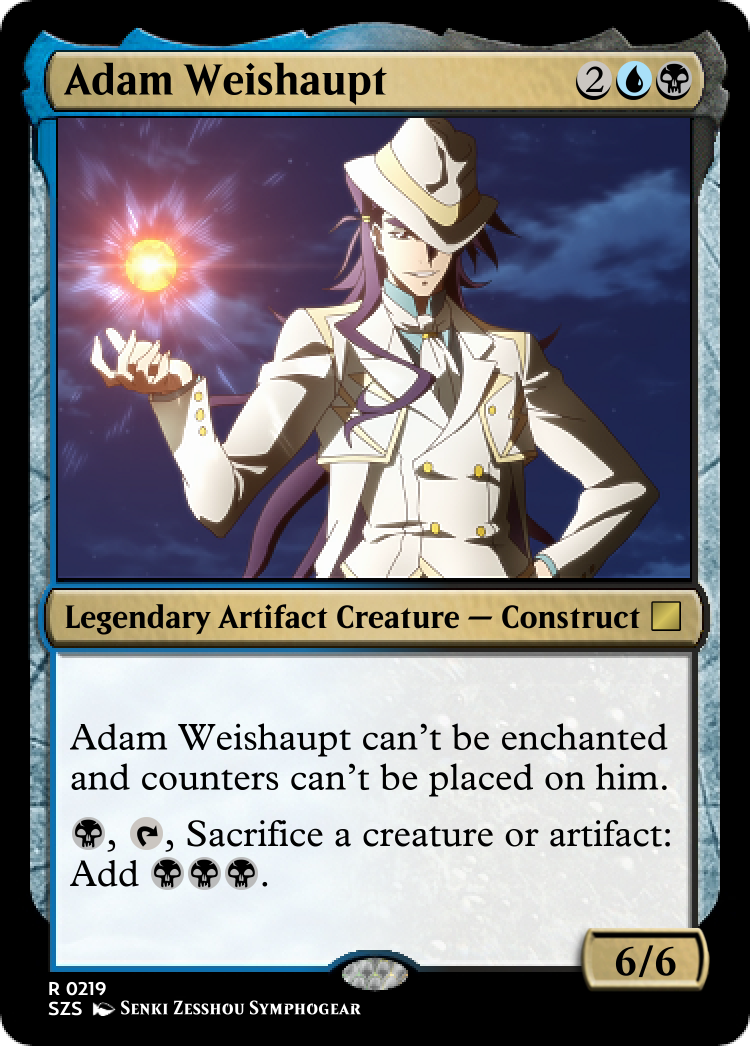 Adam Weishaupt 2
Legendary Artifact Creature — Construct
Adam Weishaupt can’t be enchanted
and counters can’t be placed on him.
, , Sacrifice a creature or artifact:
Add .
6/6
R 0219
SZS Senki Zesshou Symphogear